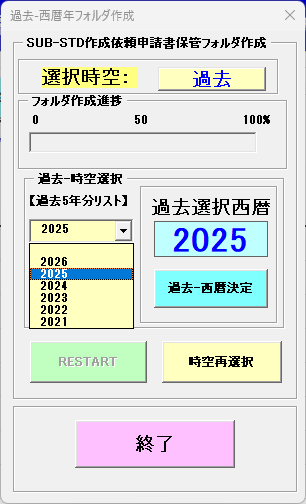 過去-西暦年フォルダ作成
SUB-STD作成依頼申請書保管フォルダ作成
選択時空: 過去
フォルダ作成進捗
0 50 100%
過去-時空選択
【過去5年分リスト】
2025
2026
2025
2024
2023
2022
2021
過去選択西暦
2025
過去-西暦決定
RESTART
時空再選択
終了